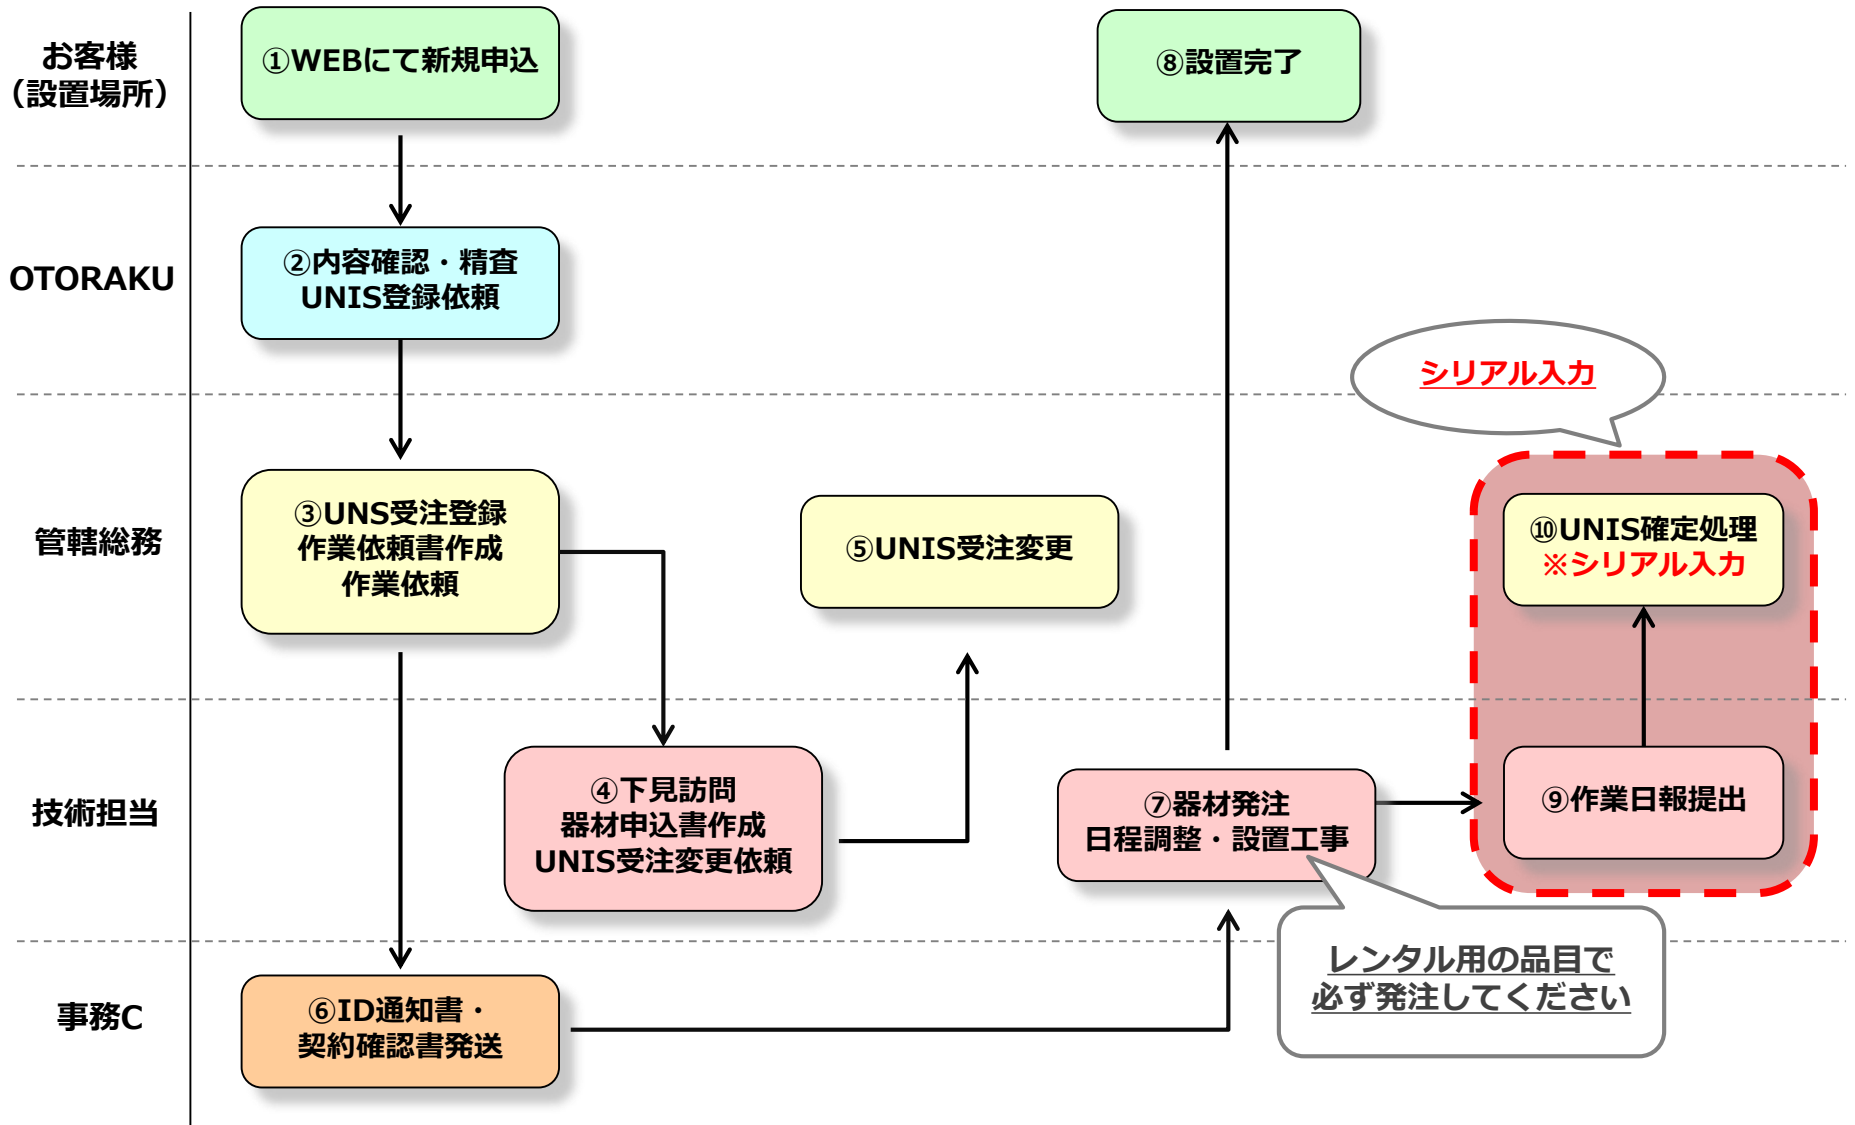 お客様
（設置場所）
①WEBにて新規申込
⑧設置完了
OTORAKU
②内容確認・精査
UNIS登録依頼
シリアル入力
管轄総務
③UNS受注登録
作業依頼書作成
作業依頼
⑤UNIS受注変更
⑩UNIS確定処理
※シリアル入力
技術担当
④下見訪問
器材申込書作成
UNIS受注変更依頼
⑦器材発注
日程調整・設置工事
⑨作業日報提出
レンタル用の品目で
必ず発注してください
事務C
⑥ID通知書・
契約確認書発送